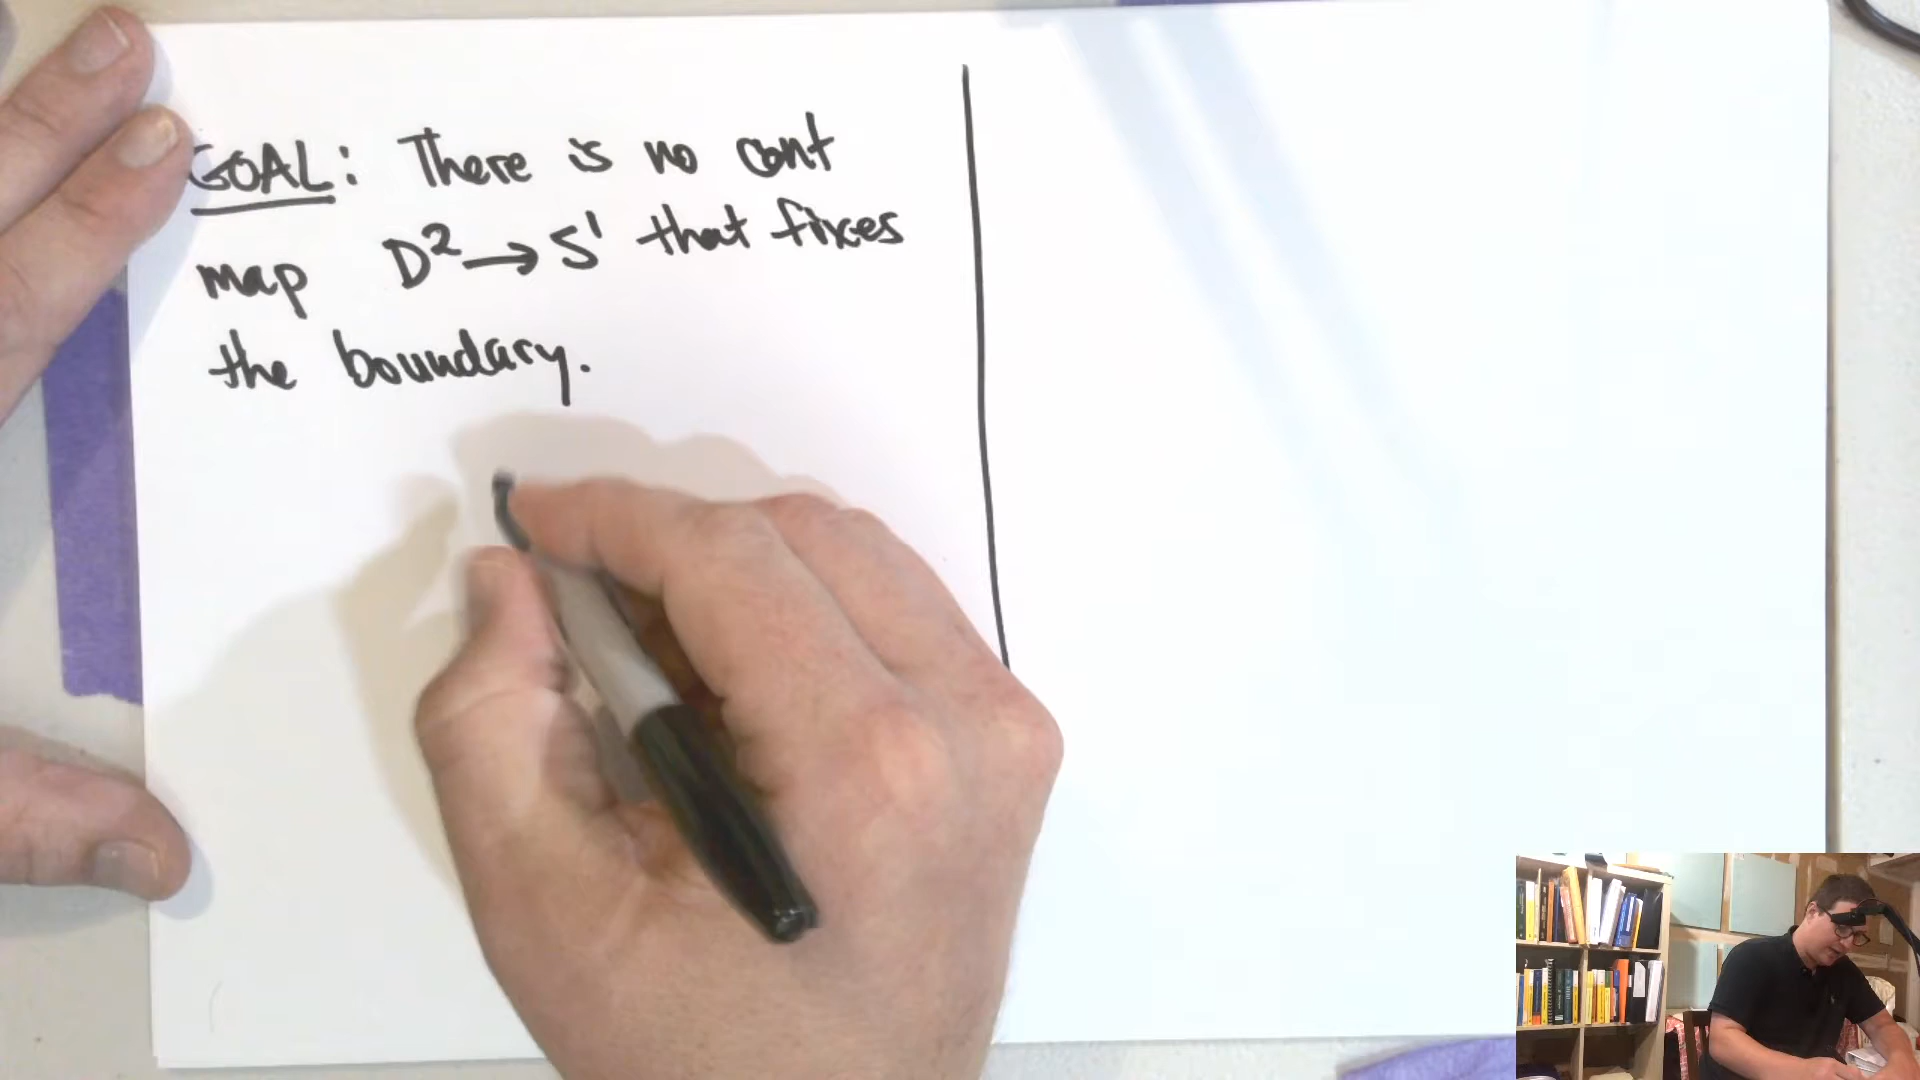 GOAL: There is no cont
map D² → S¹ that fixes
the boundary.